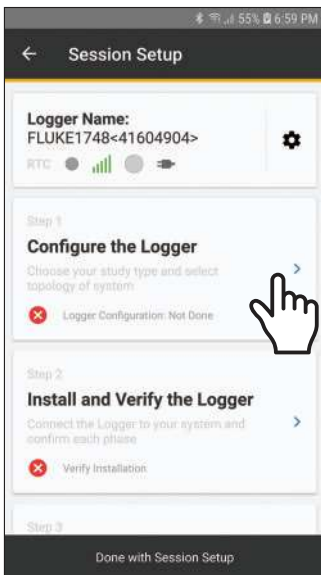 55% 6:59 PM
Session Setup
Logger Name:
FLUKE1748<41604904>
RTC
Step 1
Configure the Logger
Choose your study type and select
topology of system
Logger Configuration: Not Done
Step 2
Install and Verify the Logger
Connect the Logger to your system and
confirm each phase
Verify Installation
Step 3
Done with Session Setup